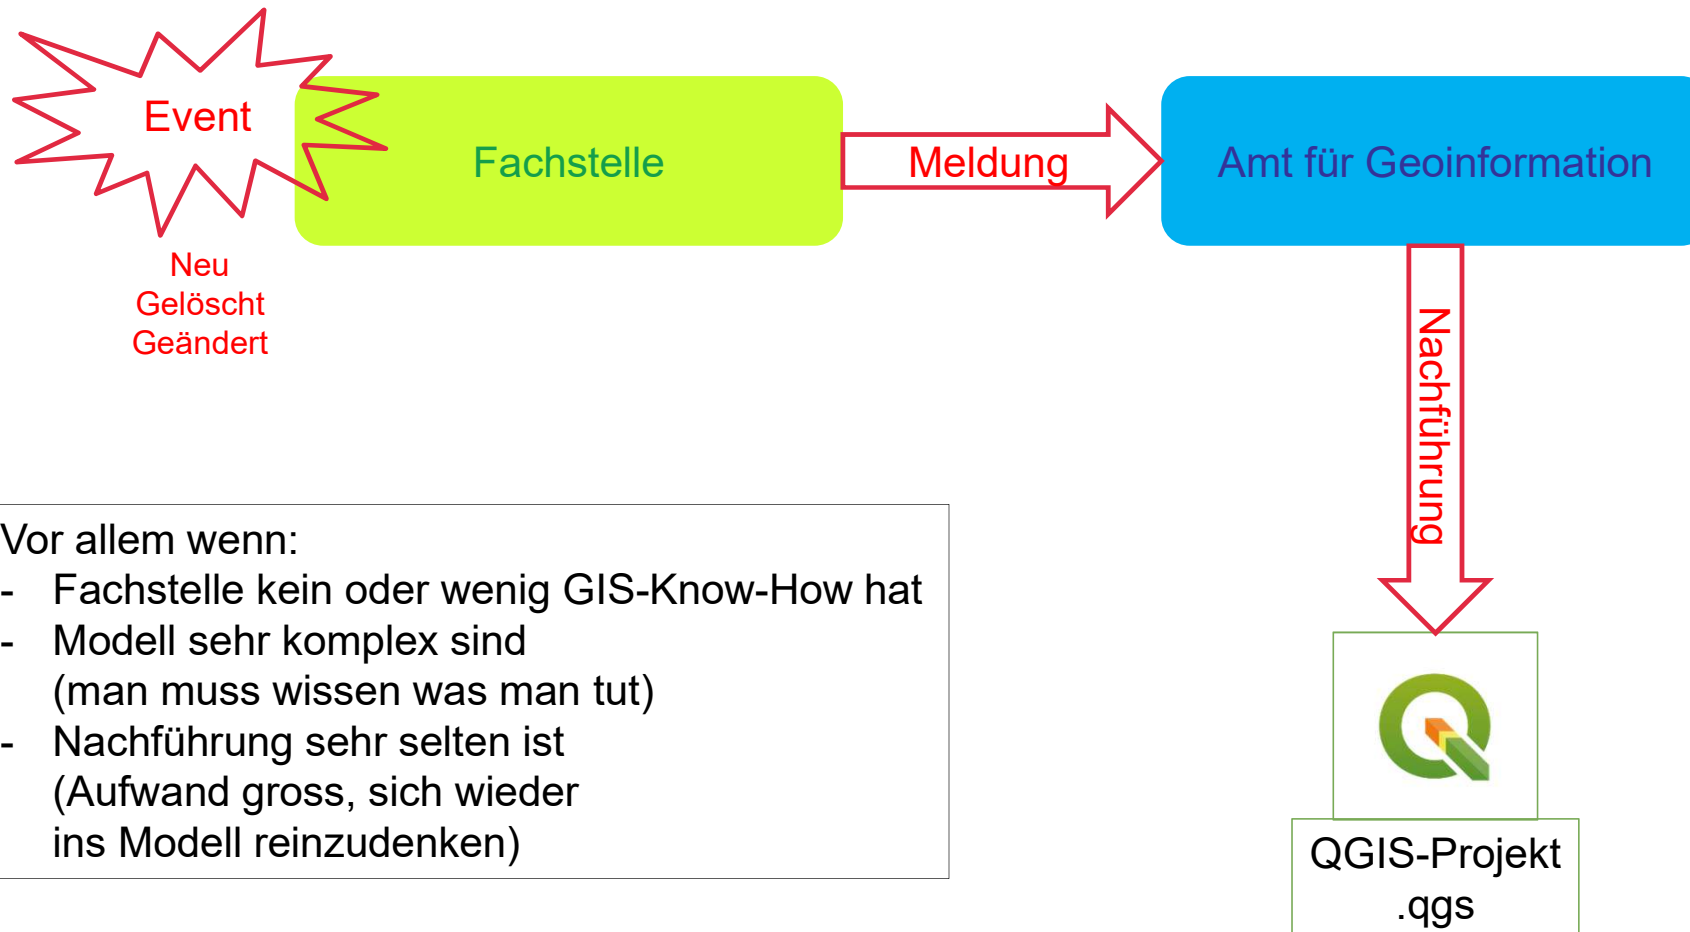 Event
Fachstelle
Meldung
Amt für Geoinformation
Neu
Gelöscht
Geändert
Nachführung
Vor allem wenn:
- Fachstelle kein oder wenig GIS-Know-How hat
- Modell sehr komplex sind
(man muss wissen was man tut)
- Nachführung sehr selten ist
(Aufwand gross, sich wieder
ins Modell reinzudenken)
QGIS-Projekt
.qgs